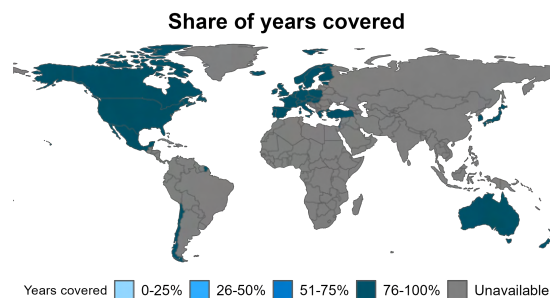 Share of years covered
Years covered 0-25% 26-50% 51-75% 76-100% Unavailable